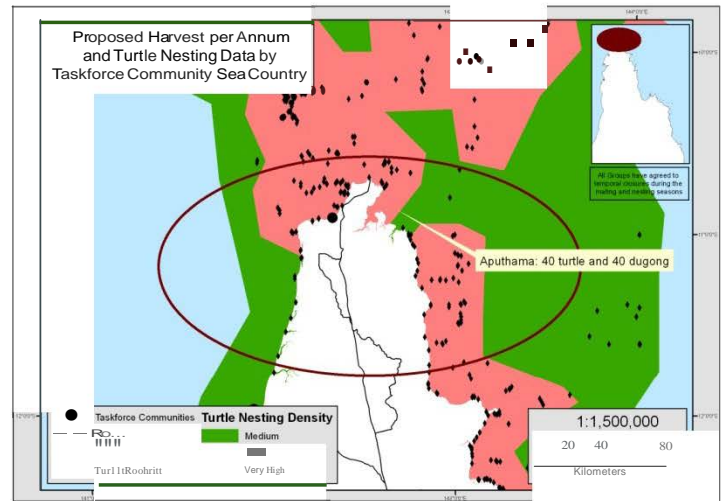 Proposed Harvest per Annum
and Turtle Nesting Data by
Taskforce Community Sea Country
All Groups have agreed to
temporal closures during the
mating and nesting seasons
Aputhama: 40 turtle and 40 dugong
Taskforce Communities
Turtle Nesting Density
Medium
Very High
1:1,500,000
20 40 80
Kilometers